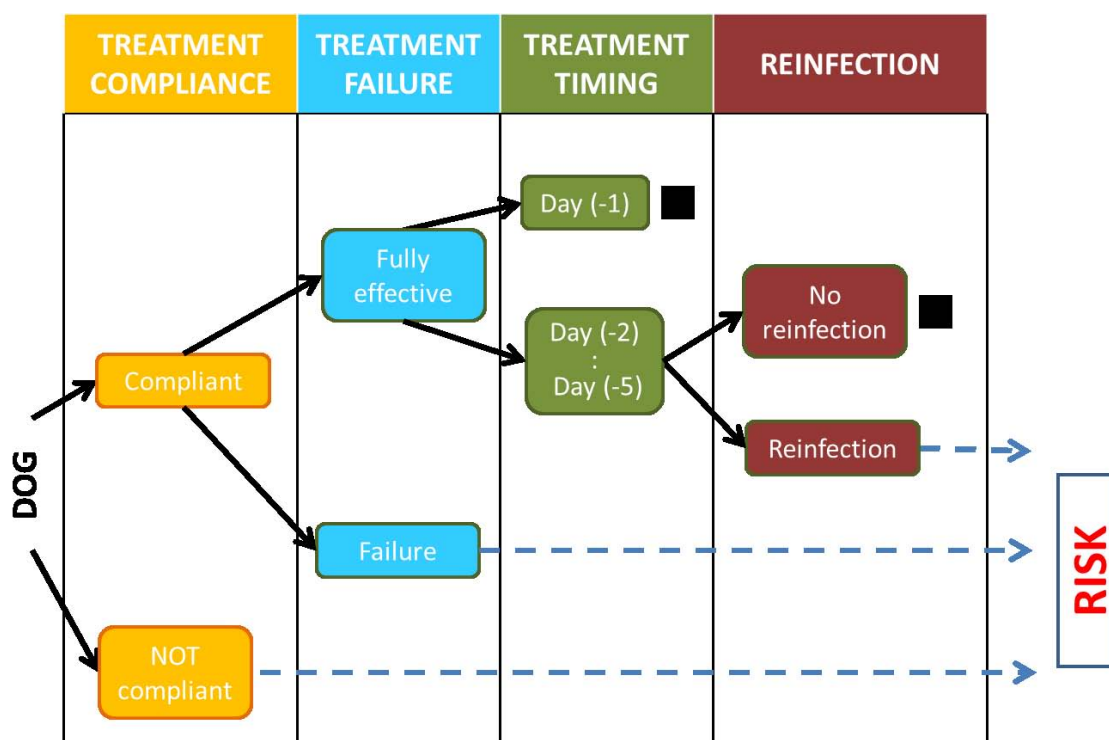 TREATMENT
COMPLIANCE
TREATMENT
FAILURE
TREATMENT
TIMING
REINFECTION
Day (-1)
Fully
effective
No
reinfection
Day (-2)
:
Day (-5)
Compliant
Reinfection
DOG
Failure
RISK
NOT
compliant